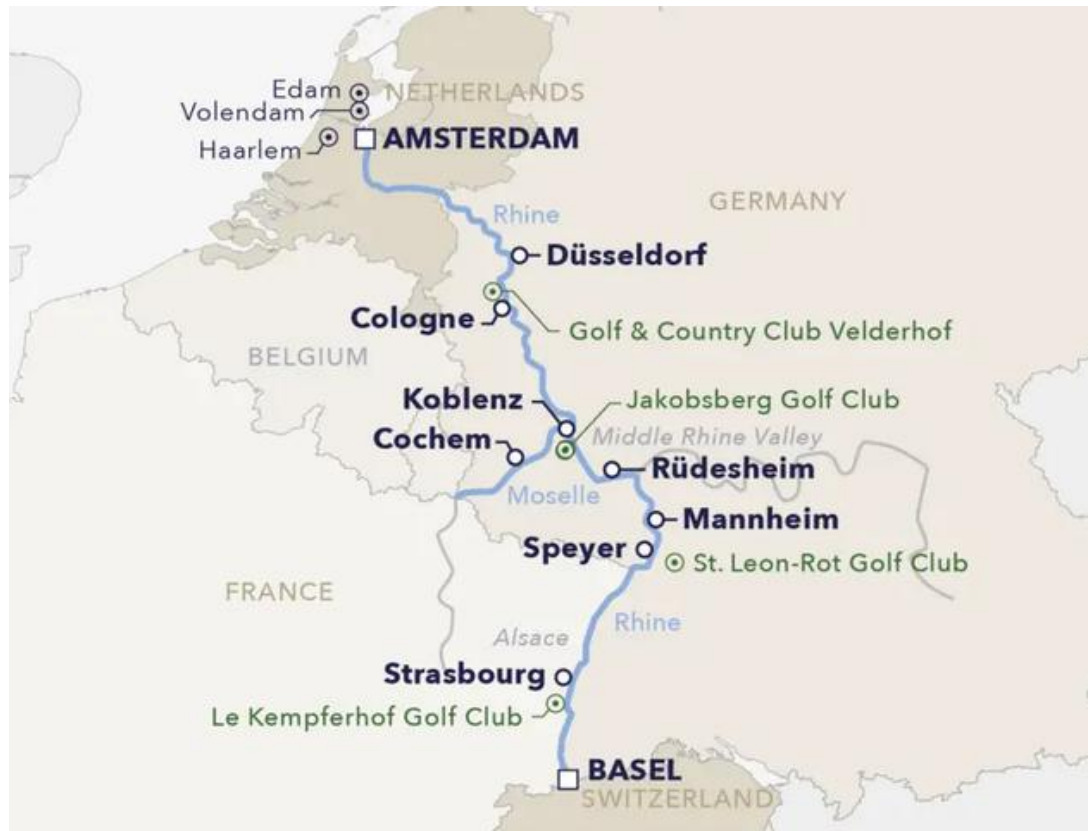 Edam
NETHERLANDS
Volendam
AMSTERDAM
Haarlem
GERMANY
Rhine
Düsseldorf
Cologne
Golf & Country Club Velderhof
BELGIUM
Koblenz
Jakobsberg Golf Club
Cochem
Middle Rhine Valley
Rüdesheim
Moselle
Mannheim
Speyer
St. Leon-Rot Golf Club
FRANCE
Rhine
Alsace
Strasbourg
Le Kempferhof Golf Club
BASEL
SWITZERLAND